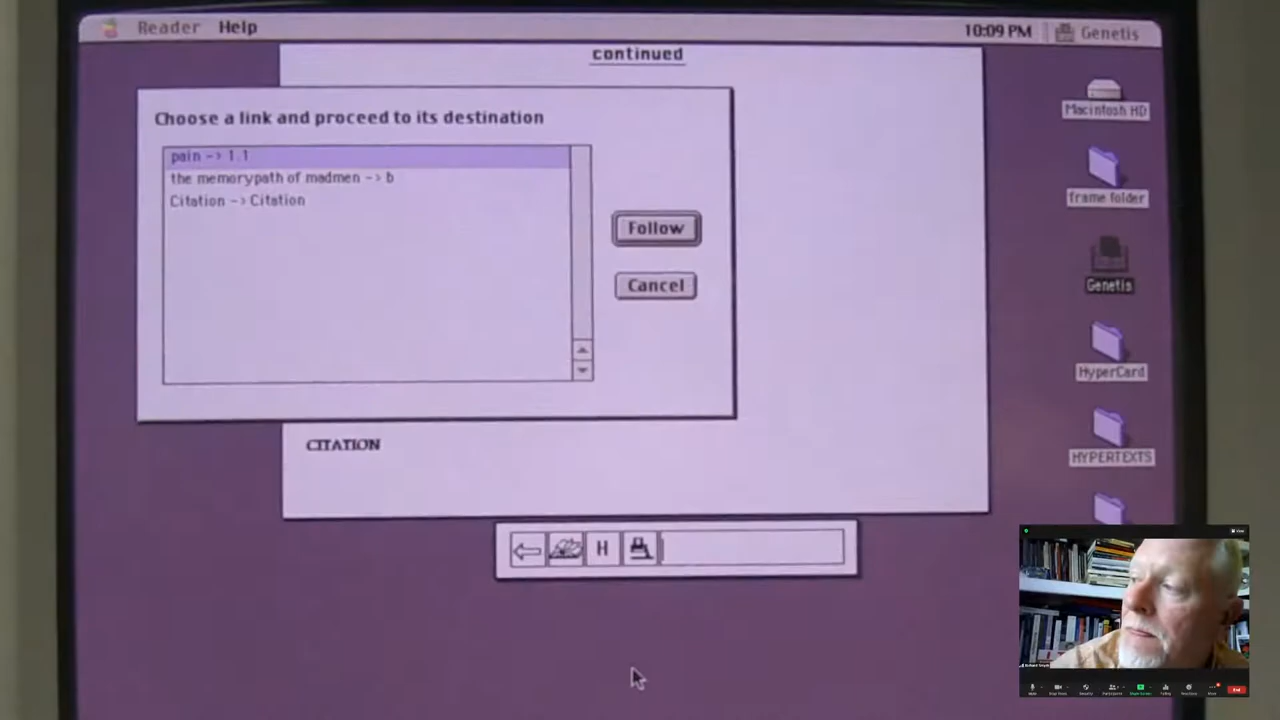 Reader Help
10:09 PM
Genetis
continued
Choose a link and proceed to its destination
pain -> 1.1
the memorypath of madmen -> b
Citation -> Citation
Follow
Cancel
CITATION
H
Macintosh HD
frame folder
Genetis
HyperCard
HYPERTEXTS